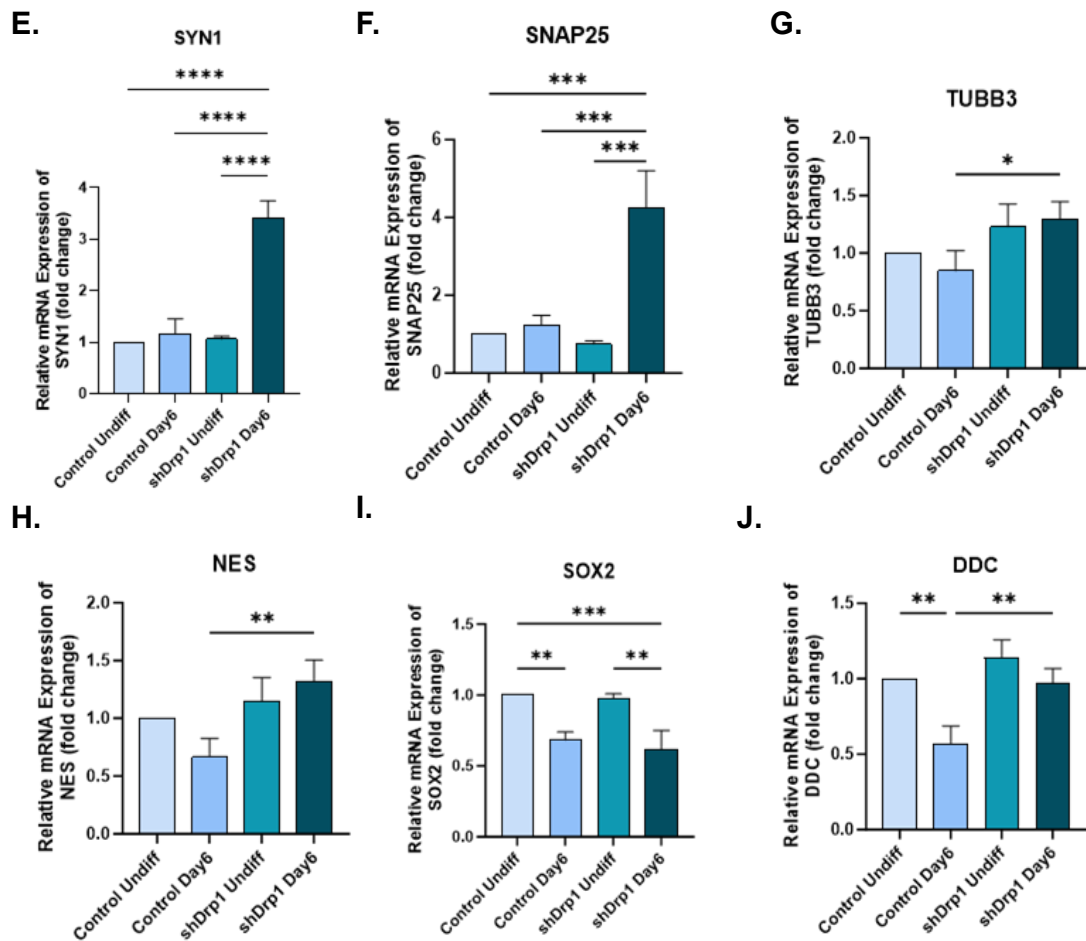 E.
SYN1
****
****
****
Relative mRNA Expression of
SYN1 (fold change)
4
3
2
1
0
Control Undiff
Control Day6
shDrp1 Undiff
shDrp1 Day6
F.
SNAP25
***
***
***
Relative mRNA Expression of
SNAP25 (fold change)
6
4
2
0
Control Undiff
Control Day6
shDrp1 Undiff
shDrp1 Day6
G.
TUBB3
*
Relative mRNA Expression of
TUBB3 (fold change)
2.0
1.5
1.0
0.5
0.0
Control Undiff
Control Day6
shDrp1 Undiff
shDrp1 Day6
H.
NES
**
Relative mRNA Expression of
NES (fold change)
2.0
1.5
1.0
0.5
0.0
Control Undiff
Control Day6
shDrp1 Undiff
shDrp1 Day6
I.
SOX2
***
** **
Relative mRNA Expression of
SOX2 (fold change)
1.5
1.0
0.5
0.0
Control Undiff
Control Day6
shDrp1 Undiff
shDrp1 Day6
J.
DDC
** **
Relative mRNA Expression of
DDC (fold change)
1.5
1.0
0.5
0.0
Control Undiff
Control Day6
shDrp1 Undiff
shDrp1 Day6